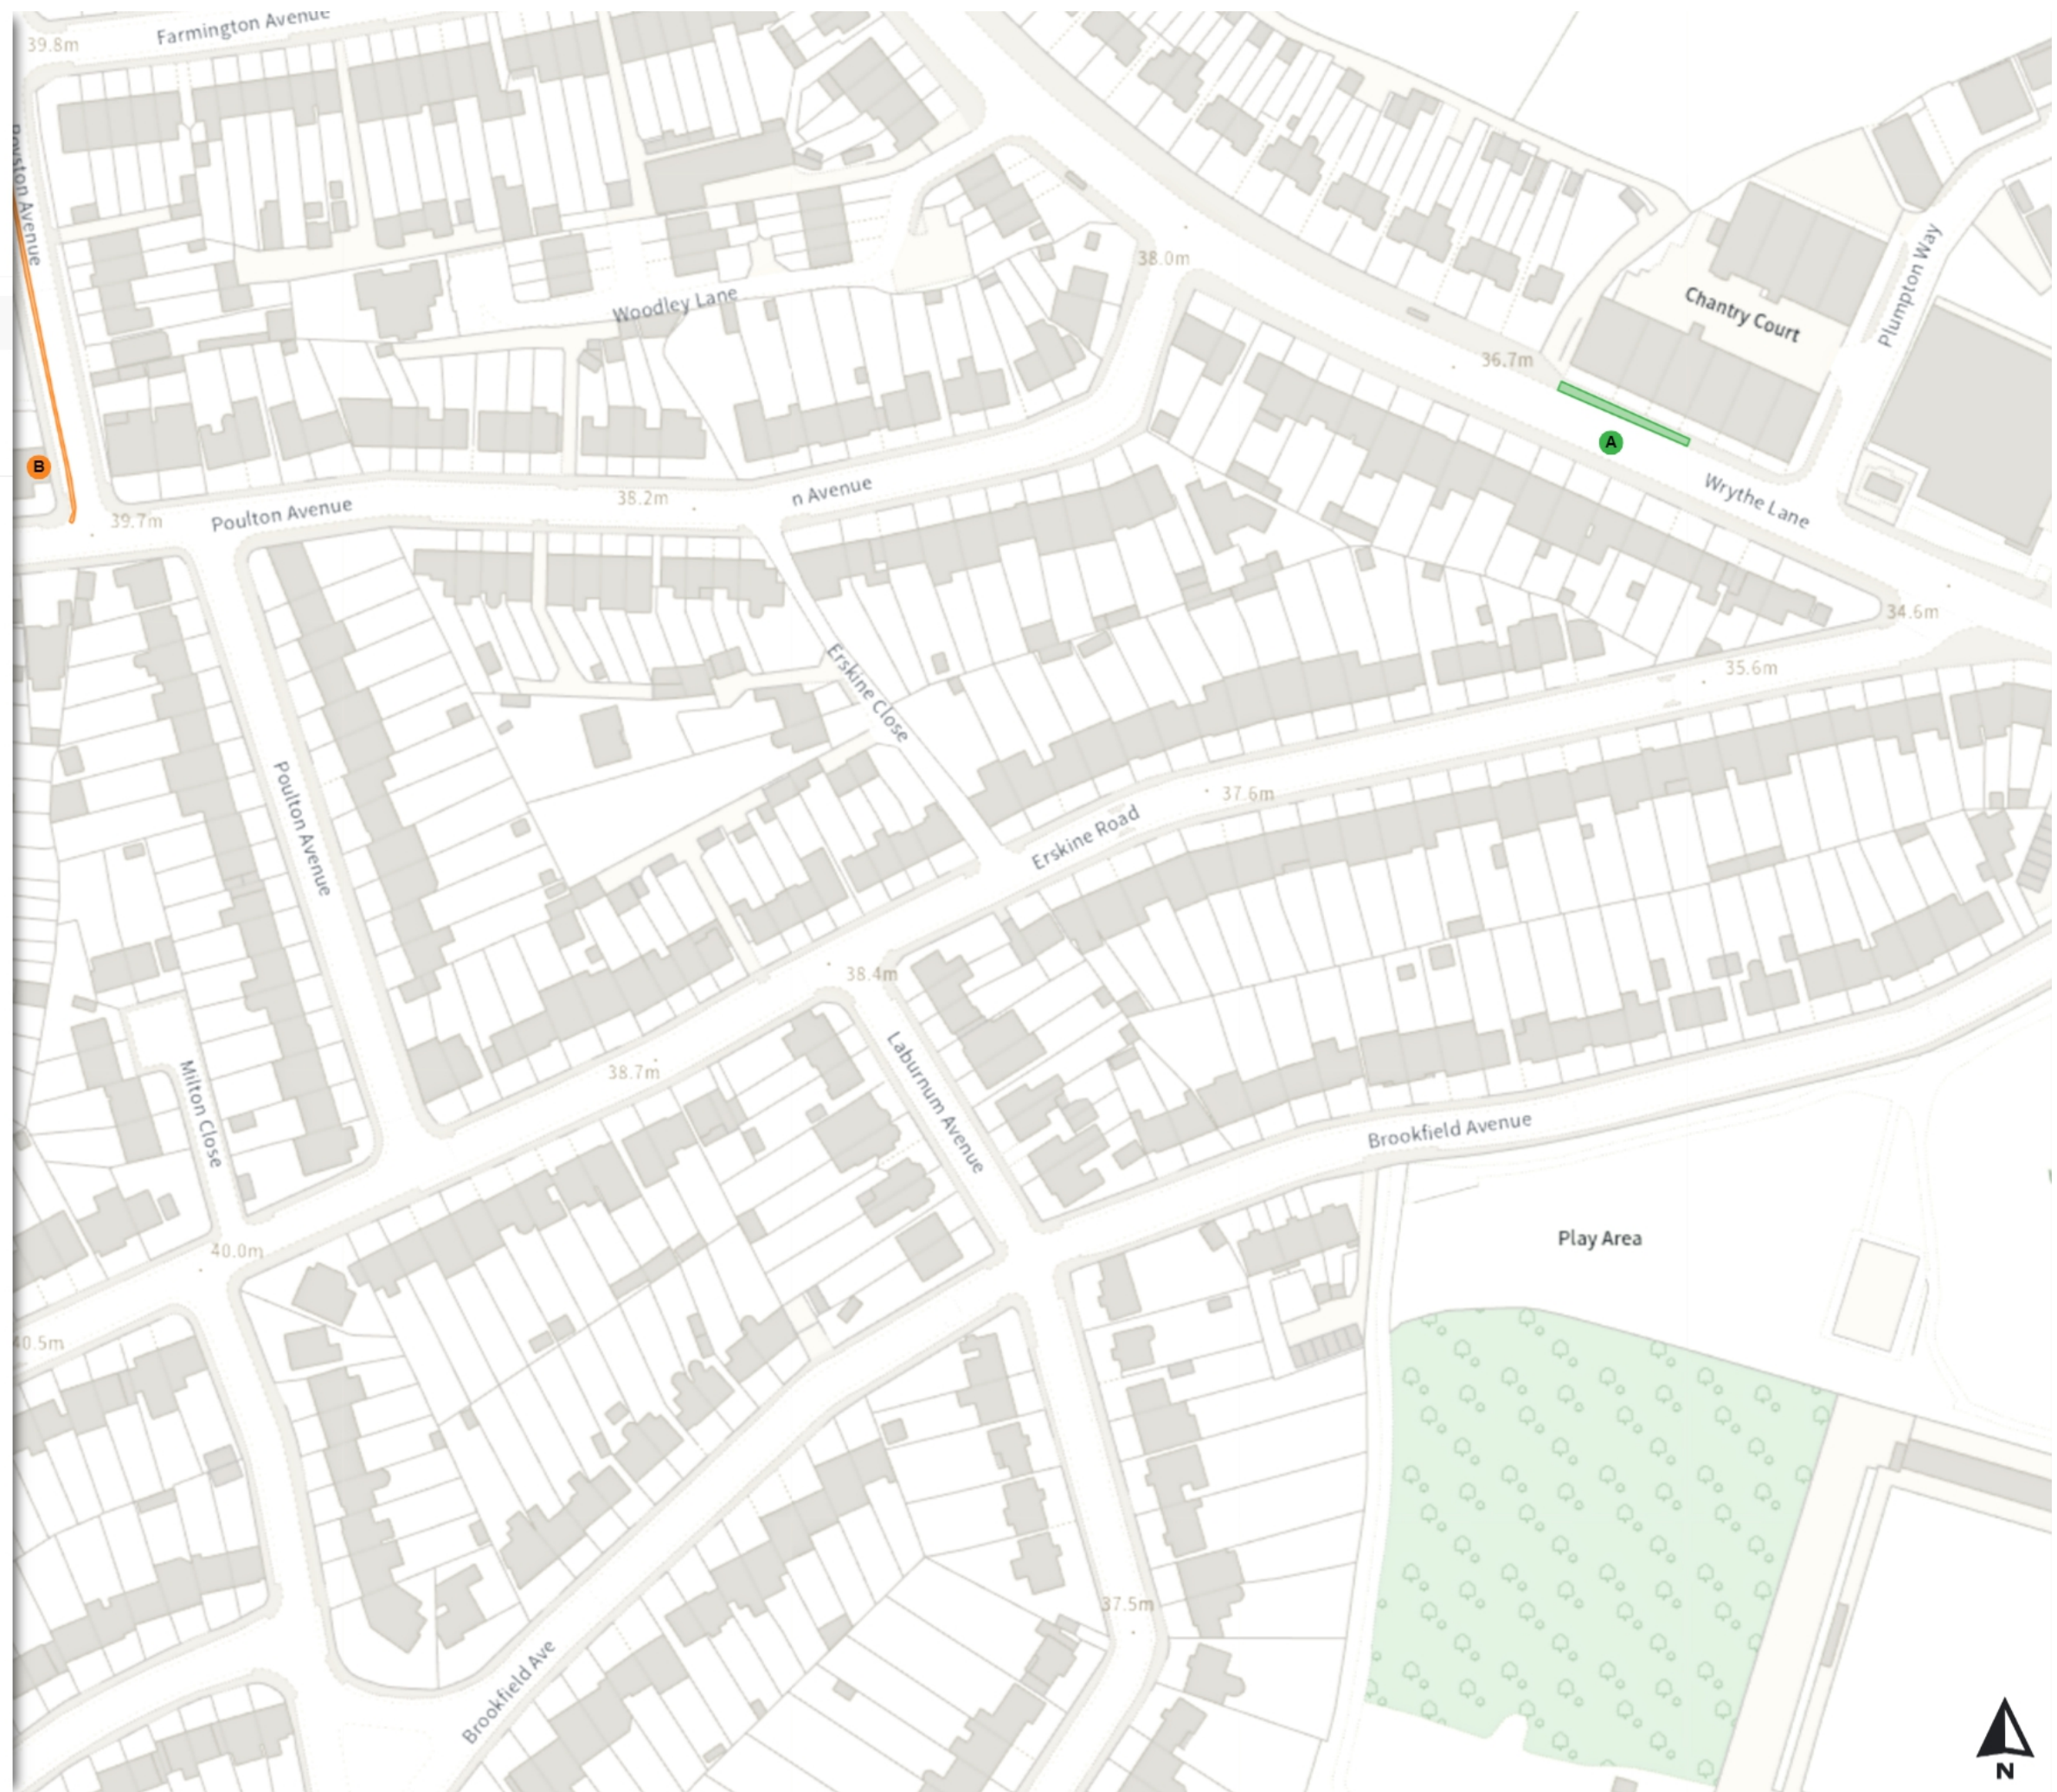 Farmington Avenue
39.8m
Royston Avenue
38.0m
Woodley Lane
Chantry Court
Plumpton Way
36.7m
A
B
Wrythe Lane
n Avenue
38.2m
Poulton Avenue
39.7m
34.6m
35.6m
Erskine Close
37.6m
Erskine Road
Poulton Avenue
38.4m
38.7m
Laburnum Avenue
Milton Close
Brookfield Avenue
Play Area
40.0m
40.5m
37.5m
Brookfield Ave
N